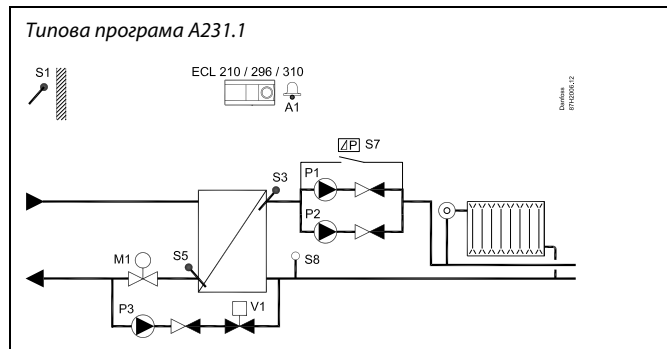 Типова програма A231.1
S1
ECL 210 / 296 / 310
A1
Danfoss
87H2006.12
⊿P S7
S3
P1
P2
M1
S5
S8
P3
V1